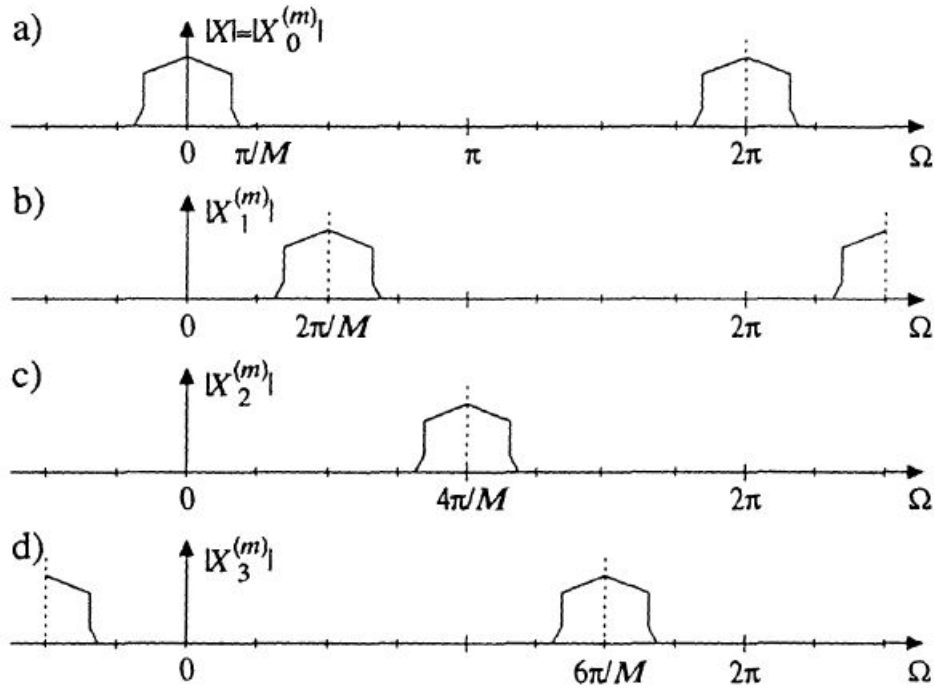 a) |X|=|X_0^(m)|
0 π/M π 2π Ω
b) |X_1^(m)|
0 2π/M 2π Ω
c) |X_2^(m)|
0 4π/M 2π Ω
d) |X_3^(m)|
0 6π/M 2π Ω